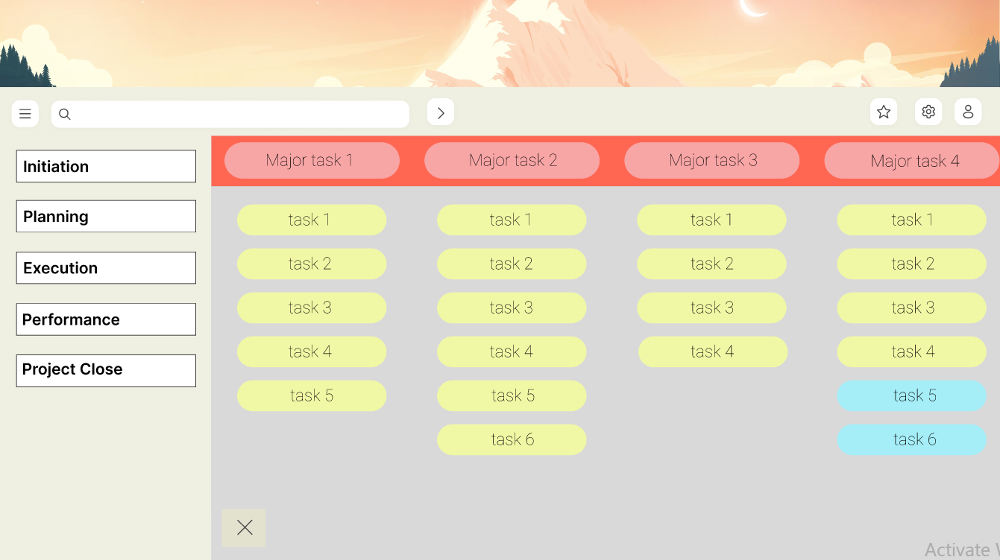 Initiation
Planning
Execution
Performance
Project Close
Major task 1
Major task 2
Major task 3
Major task 4
task 1
task 1
task 1
task 1
task 2
task 2
task 2
task 2
task 3
task 3
task 3
task 3
task 4
task 4
task 4
task 4
task 5
task 5
task 5
task 6
task 6
Activate